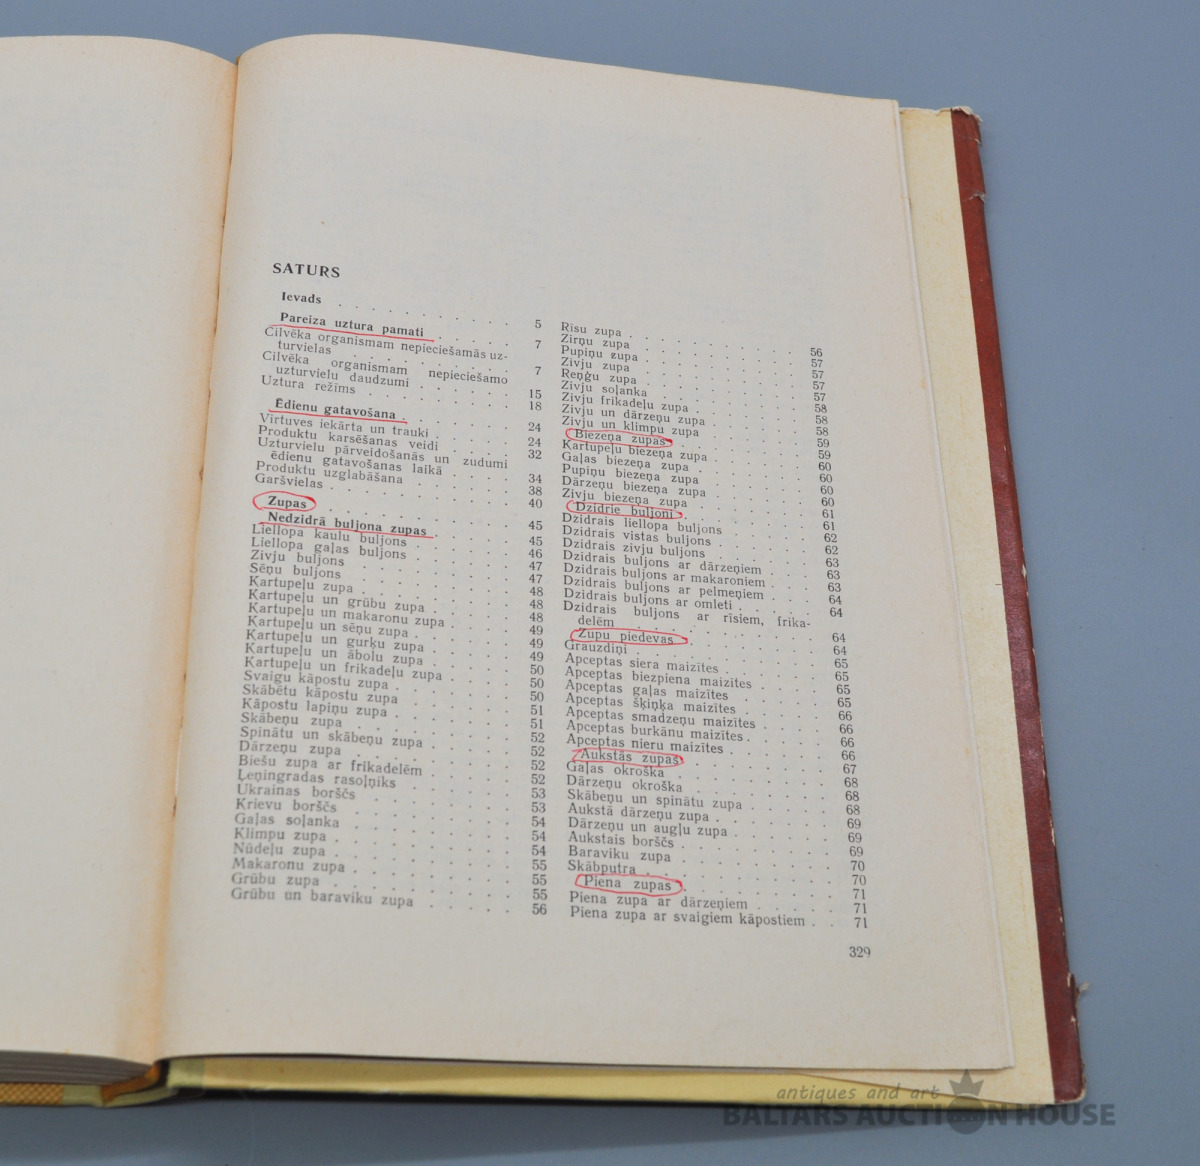 SATURS
Ievads . . . . . . . . . 5
Pareiza uztura pamati . . . . 7
Cilvēka organismam nepieciešamās uz-
turvielas . . . . . . . . . 7
Cilvēka organismam nepieciešamo
uzturvielu daudzumi . . . . . 15
Uztura režīms . . . . . . . . 18
Ēdienu gatavošana . . . . . . 24
Virtuves iekārta un trauki . . . . 24
Produktu karsēšanas veidi . . . . 32
Uzturvielu pārveidošanās un zudumi
ēdienu gatavošanas laikā . . . . 34
Produktu uzglabāšana . . . . . 38
Garšvielas . . . . . . . . . 40
Zupas . . . . . . . . . 45
Nedzidrā buljona zupas . . . . 45
Liellopa kaulu buljons . . . . . 46
Liellopa gaļas buljons . . . . . 47
Zivju buljons . . . . . . . . 47
Sēņu buljons . . . . . . . . 48
Kartupeļu zupa . . . . . . . 48
Kartupeļu un grūbu zupa . . . . 48
Kartupeļu un makaronu zupa . . . 49
Kartupeļu un sēņu zupa . . . . . 49
Kartupeļu un gurķu zupa . . . . 49
Kartupeļu un ābolu zupa . . . . 50
Kartupeļu un frikadeļu zupa . . . 50
Svaigu kāpostu zupa . . . . . . 50
Skābētu kāpostu zupa . . . . . 51
Kāpostu lapiņu zupa . . . . . . 51
Skābeņu zupa . . . . . . . . 52
Spinātu un skābeņu zupa . . . . 52
Dārzeņu zupa . . . . . . . . 52
Biešu zupa ar frikadelēm . . . . 52
Ļeņingradas rasoļņiks . . . . . 53
Ukrainas borščs . . . . . . . 53
Krievu borščs . . . . . . . . 54
Gaļas soļanka . . . . . . . . 54
Klimpu zupa . . . . . . . . 54
Nūdeļu zupa . . . . . . . . 55
Makaronu zupa . . . . . . . 55
Grūbu zupa . . . . . . . . 55
Grūbu un baraviku zupa . . . . . 56
Rīsu zupa . . . . . . . . . 56
Zirņu zupa . . . . . . . . . 57
Pupiņu zupa . . . . . . . . 57
Zivju zupa . . . . . . . . . 57
Reņģu zupa . . . . . . . . 58
Zivju soļanka . . . . . . . . 58
Zivju frikadeļu zupa . . . . . . 58
Zivju un dārzeņu zupa . . . . . 59
Zivju un klimpu zupa . . . . . 59
Biezeņa zupas . . . . . . . 60
Kartupeļu biezeņa zupa . . . . . 60
Gaļas biezeņa zupa . . . . . . 60
Pupiņu biezeņa zupa . . . . . . 61
Dārzeņu biezeņa zupa . . . . . 61
Zivju biezeņa zupa . . . . . . 62
Dzidrie buljoni . . . . . . . 62
Dzidrais liellopa buljons . . . . . 63
Dzidrais vistas buljons . . . . . 63
Dzidrais zivju buljons . . . . . 63
Dzidrais buljons ar dārzeņiem . . . 64
Dzidrais buljons ar makaroniem . . . 64
Dzidrais buljons ar pelmeņiem . . .
Dzidrais buljons ar omleti . . . .
Dzidrais buljons ar rīsiem, frika-
delēm . . . . . . . . . 64
Zupu piedevas . . . . . . . 64
Grauzdiņi . . . . . . . . . 65
Apceptas siera maizītes . . . . . 65
Apceptas biezpiena maizītes . . . . 65
Apceptas gaļas maizītes . . . . . 66
Apceptas šķiņķa maizītes . . . . 66
Apceptas smadzeņu maizītes . . . 66
Apceptas burkānu maizītes . . . . 66
Apceptas nieru maizītes . . . . . 67
Aukstās zupas . . . . . . . 68
Gaļas okroška . . . . . . . . 68
Dārzeņu okroška . . . . . . . 68
Skābeņu un spinātu zupa . . . . 69
Aukstā dārzeņu zupa . . . . . . 69
Dārzeņu un augļu zupa . . . . . 69
Aukstais borščs . . . . . . . 70
Baraviku zupa . . . . . . . . 70
Skābputra . . . . . . . . . 71
Piena zupas . . . . . . . . 71
Piena zupa ar dārzeņiem . . . . 71
Piena zupa ar svaigiem kāpostiem . . 71
329
antiques and art
BALTARS AUCTION HOUSE